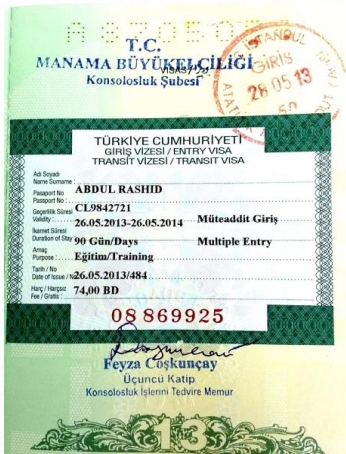 T.C.
MANAMA BÜYÜKELÇİLİĞİ
Konsolosluk Şubesi
İSTANBUL
GİRİŞ
28 05 13
TÜRKİYE CUMHURİYETİ
GİRİŞ VİZESİ / ENTRY VISA
TRANSİT VİZESİ / TRANSIT VISA
Adı Soyadı
Name Surname : ABDUL RASHID
Pasaport No
Passport No : CL9842721
Geçerlilik Süresi
Validity : 26.05.2013-26.05.2014 Müteaddit Giriş
İkamet Süresi
Duration of Stay : 90 Gün/Days Multiple Entry
Amaç
Purpose : Eğitim/Training
Tarih / No
Date of Issue / No 26.05.2013/484
Harç / Harçsız
Fee / Gratis : 74,00 BD
08 869925
Feyza Coşkunçay
Üçüncü Katip
Konsolosluk İşlerini Tedvire Memur
13